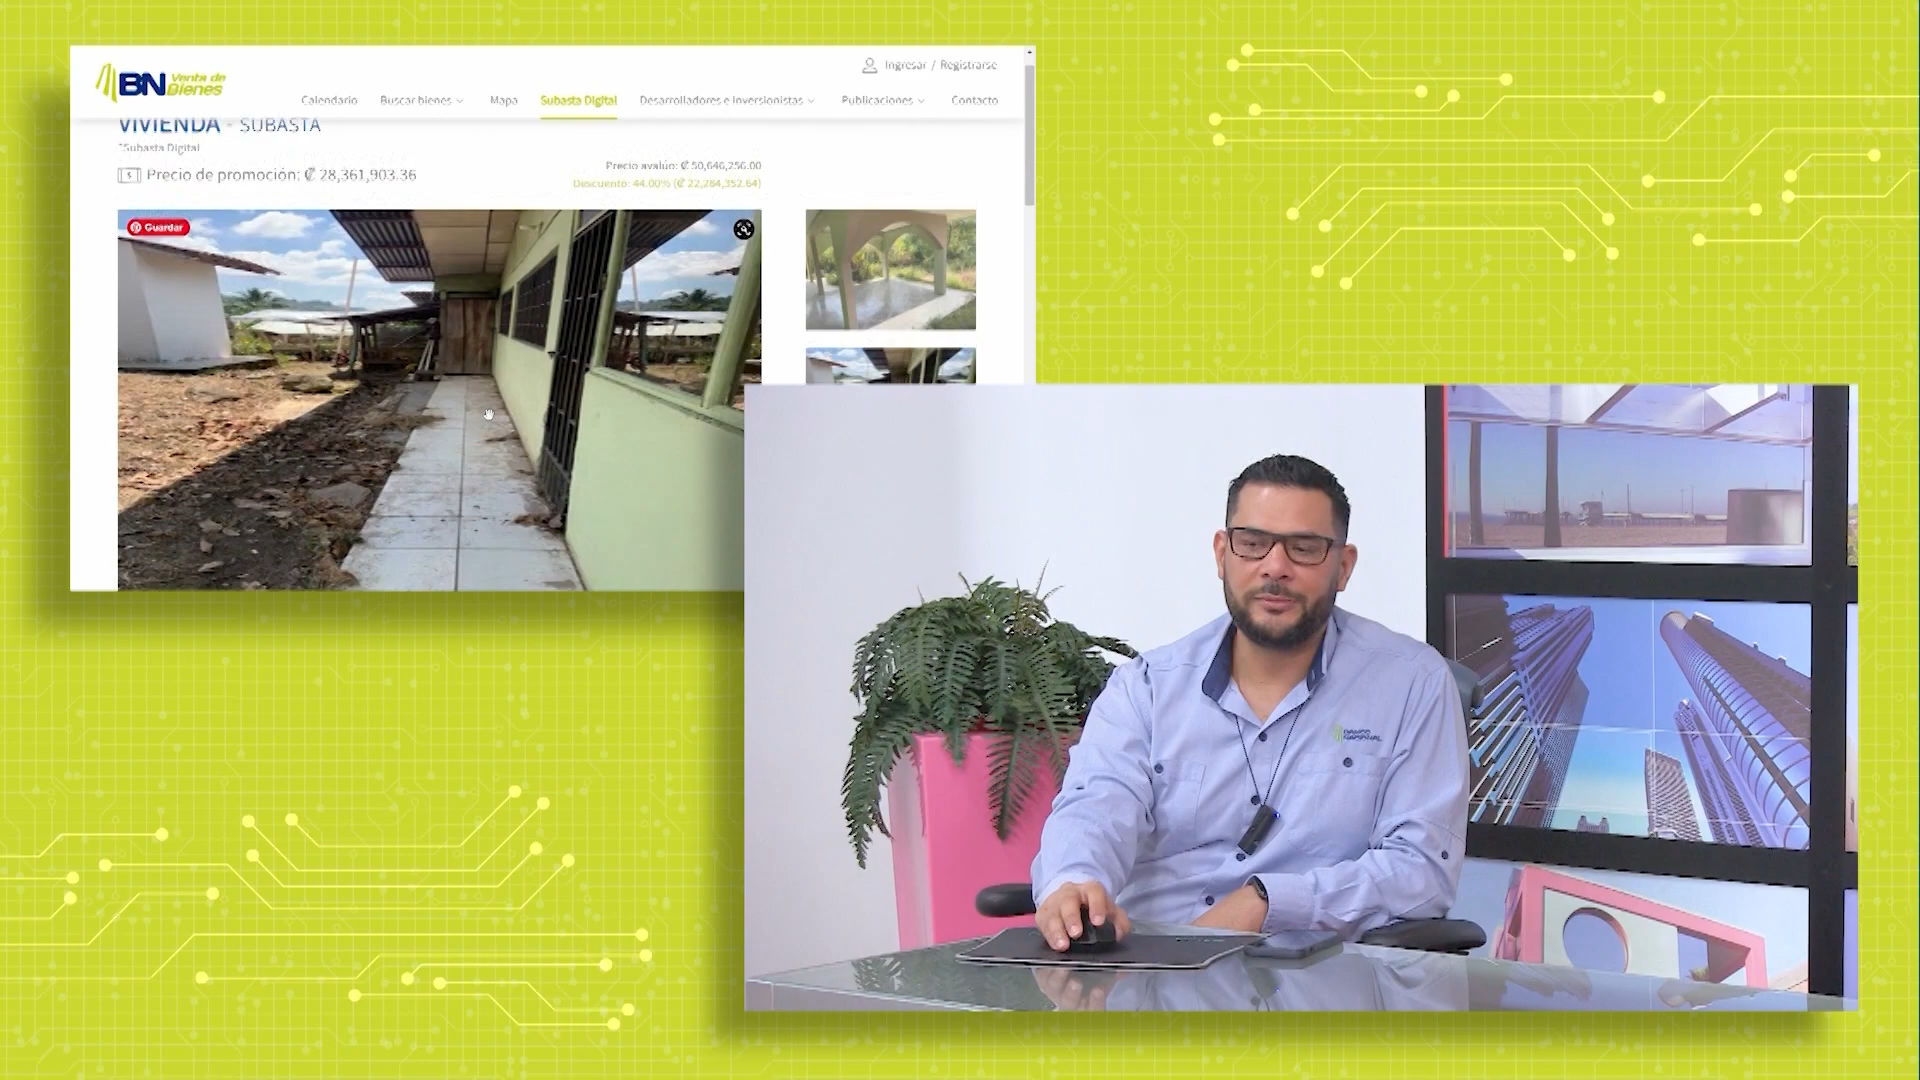 BN Venta de Bienes
Ingresar / Registrarse
Calendario
Buscar bienes
Mapa
Subasta Digital
Desarrolladores e Inversionistas
Publicaciones
Contacto
VIVIENDA - SUBASTA
*Subasta Digital
Precio de promoción: ₡ 28,361,903.36
Precio avalúo: ₡ 50,646,256.00
Descuento: 44.00% (₡ 22,284,352.64)
Guardar
BANCO
NACIONAL